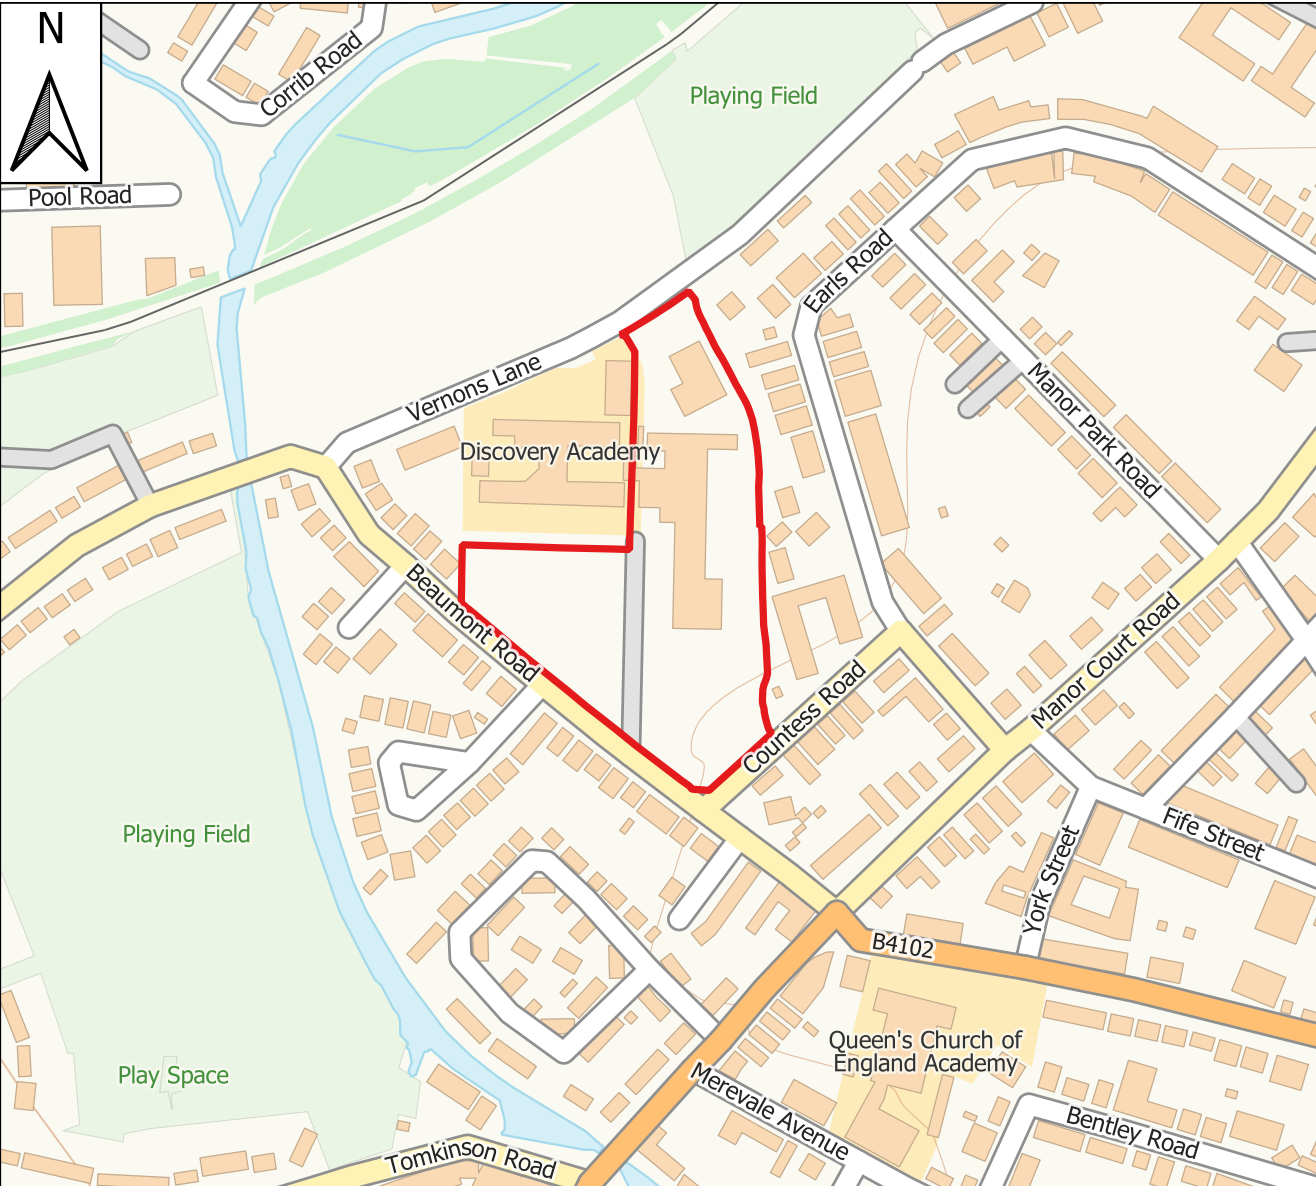 N
Corrib Road
Playing Field
Pool Road
Earls Road
Vernons Lane
Manor Park Road
Discovery Academy
Beaumont Road
Manor Court Road
Countess Road
Playing Field
Fife Street
York Street
B4102
Queen's Church of
England Academy
Play Space
Merevale Avenue
Bentley Road
Tomkinson Road